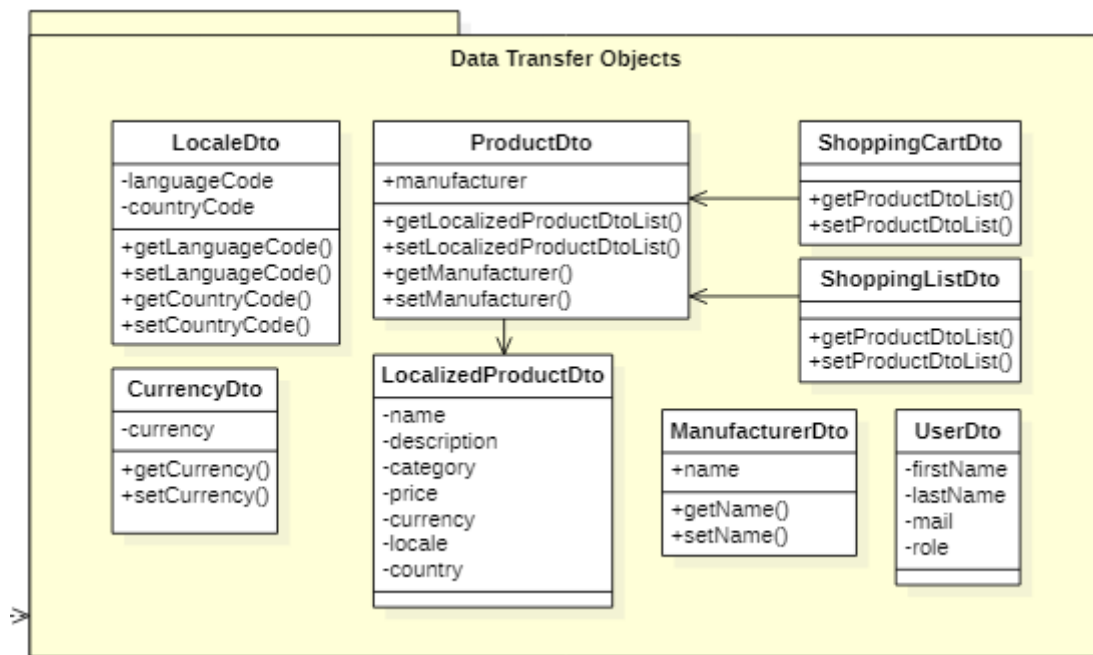 Data Transfer Objects
LocaleDto
-languageCode
-countryCode
+getLanguageCode()
+setLanguageCode()
+getCountryCode()
+setCountryCode()
ProductDto
+manufacturer
+getLocalizedProductDtoList()
+setLocalizedProductDtoList()
+getManufacturer()
+setManufacturer()
ShoppingCartDto
+getProductDtoList()
+setProductDtoList()
ShoppingListDto
+getProductDtoList()
+setProductDtoList()
CurrencyDto
-currency
+getCurrency()
+setCurrency()
LocalizedProductDto
-name
-description
-category
-price
-currency
-locale
-country
ManufacturerDto
+name
+getName()
+setName()
UserDto
-firstName
-lastName
-mail
-role